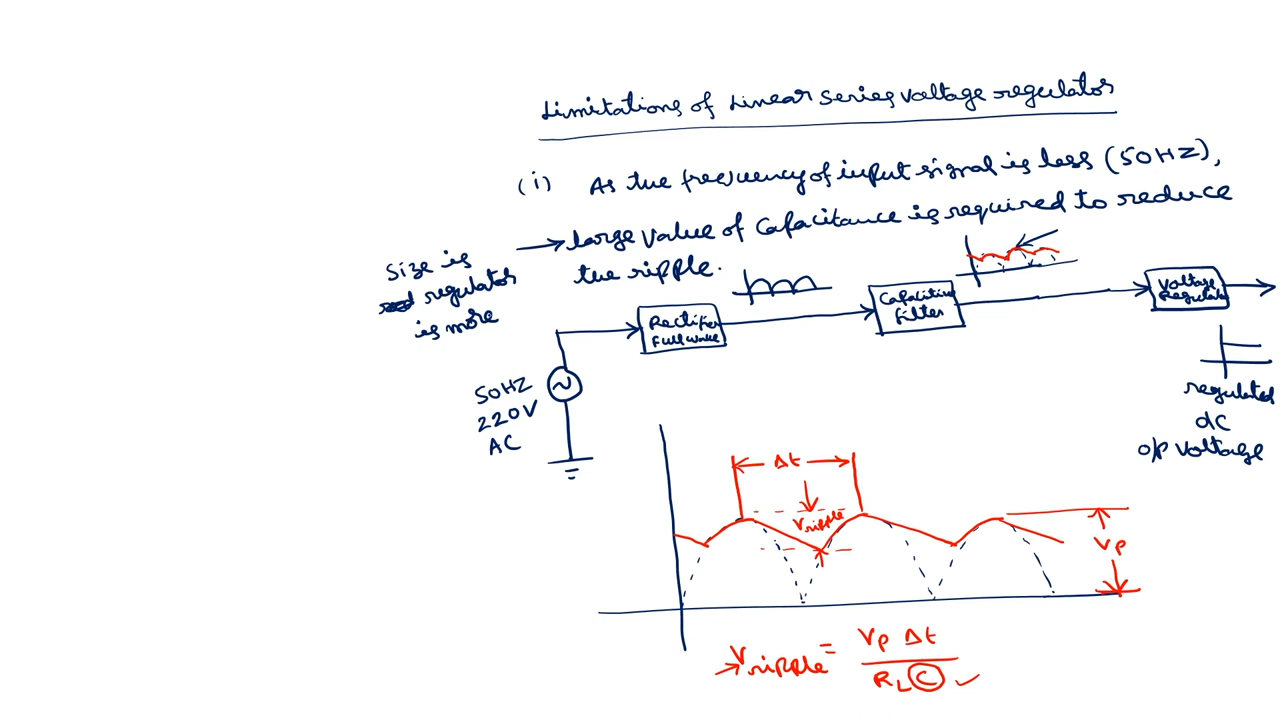 Limitations of Linear Series Voltage regulator
(i) As the frequency of input signal is less (50HZ),
→ large value of Capacitance is required to reduce
the ripple.
Size is
regulator
is more
Rectifier
Full wave
Capacitive
Filter
Voltage
Regulator
50HZ
220V
AC
regulated
dc
o/p voltage
Δt
Vripple
Vp
Vripple = Vp Δt
RL C ✓